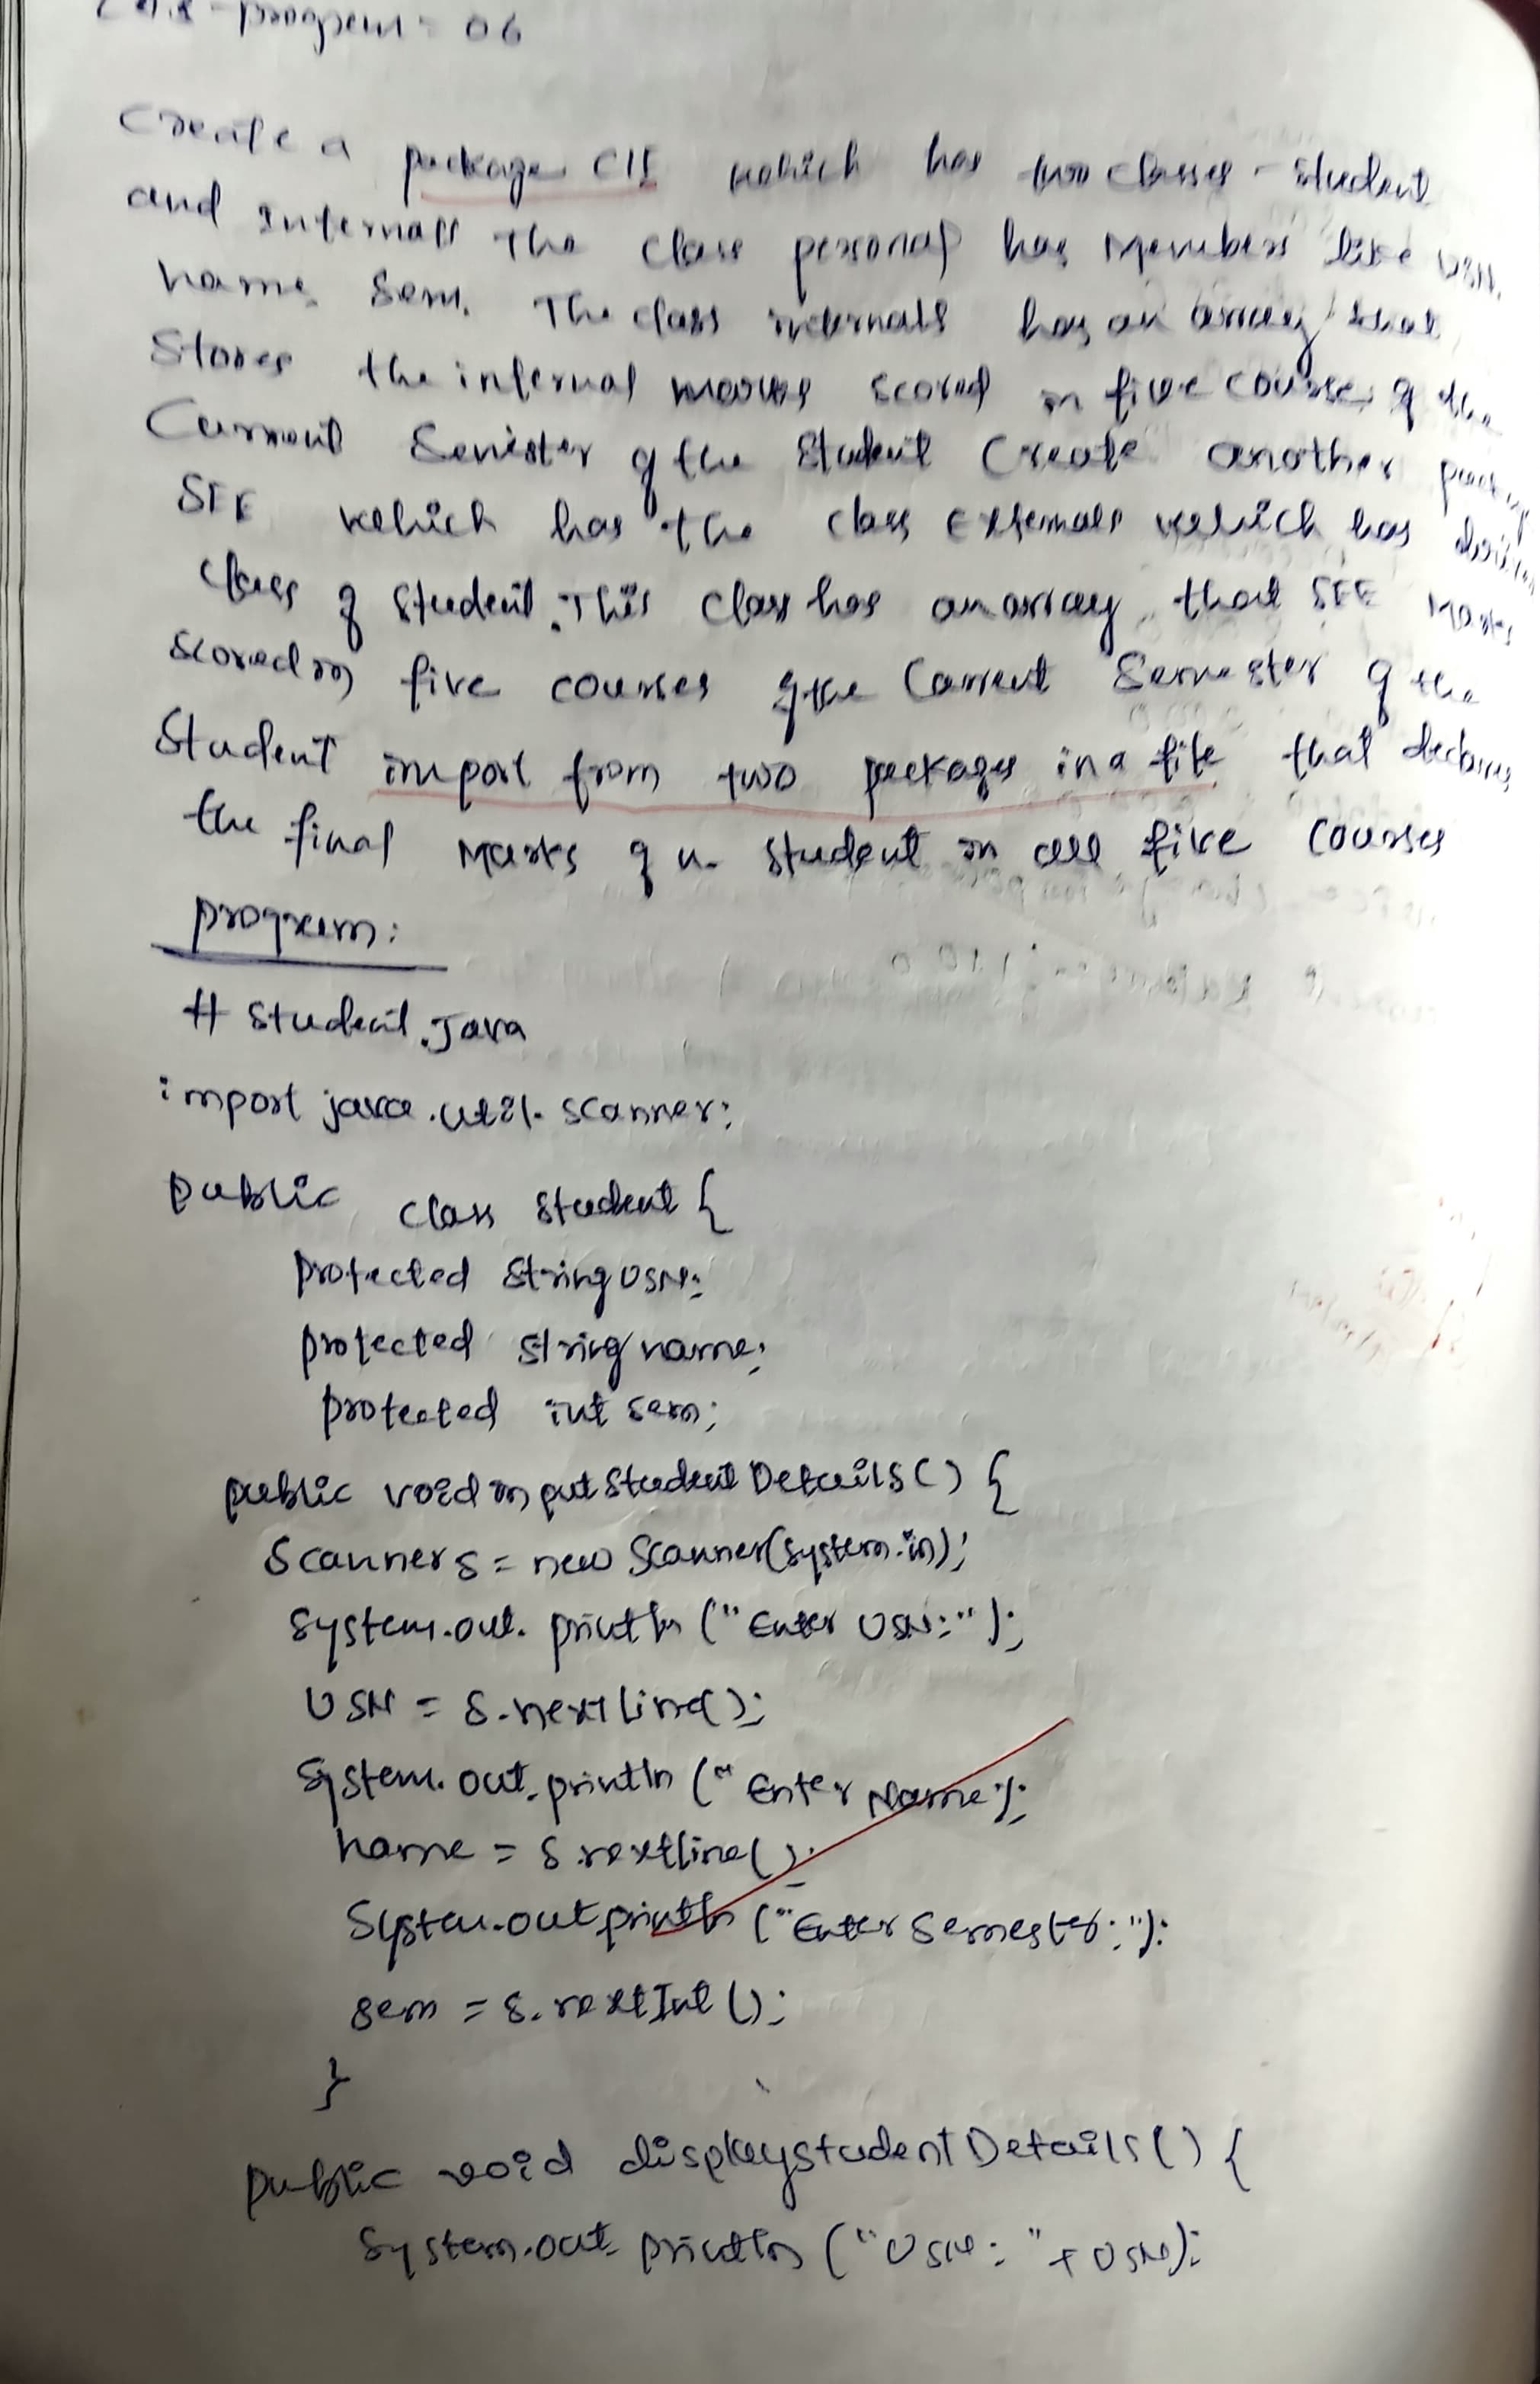 program - 06
Create a package CIE which has two classes - Student
and Internals The class personal has Members like USN,
name, Sem. The class internals has an array that
Stores the internal marks scored in five courses of the
Current Semister of the Student Create another
SEE which has the class Externals which has
class of Student. This class has an array that SEE Marks
scored in five courses of the Current Semester of the
Student import from two packages in a file that declares
the final Marks of n Student in all five courses
program:
# Student.Java
import java.util.scanner;
public class Student {
protected String USN;
protected String name;
protected int sem;
public void inputStudentDetails() {
Scanner s = new Scanner(System.in);
System.out.println ("Enter USN:");
USN = s.nextLine();
System.out.println ("Enter Name");
name = s.nextline();
System.out println ("Enter Semester:");
sem = s.nextInt();
}
public void displaystudentDetails() {
System.out println ("USN: "+USN);